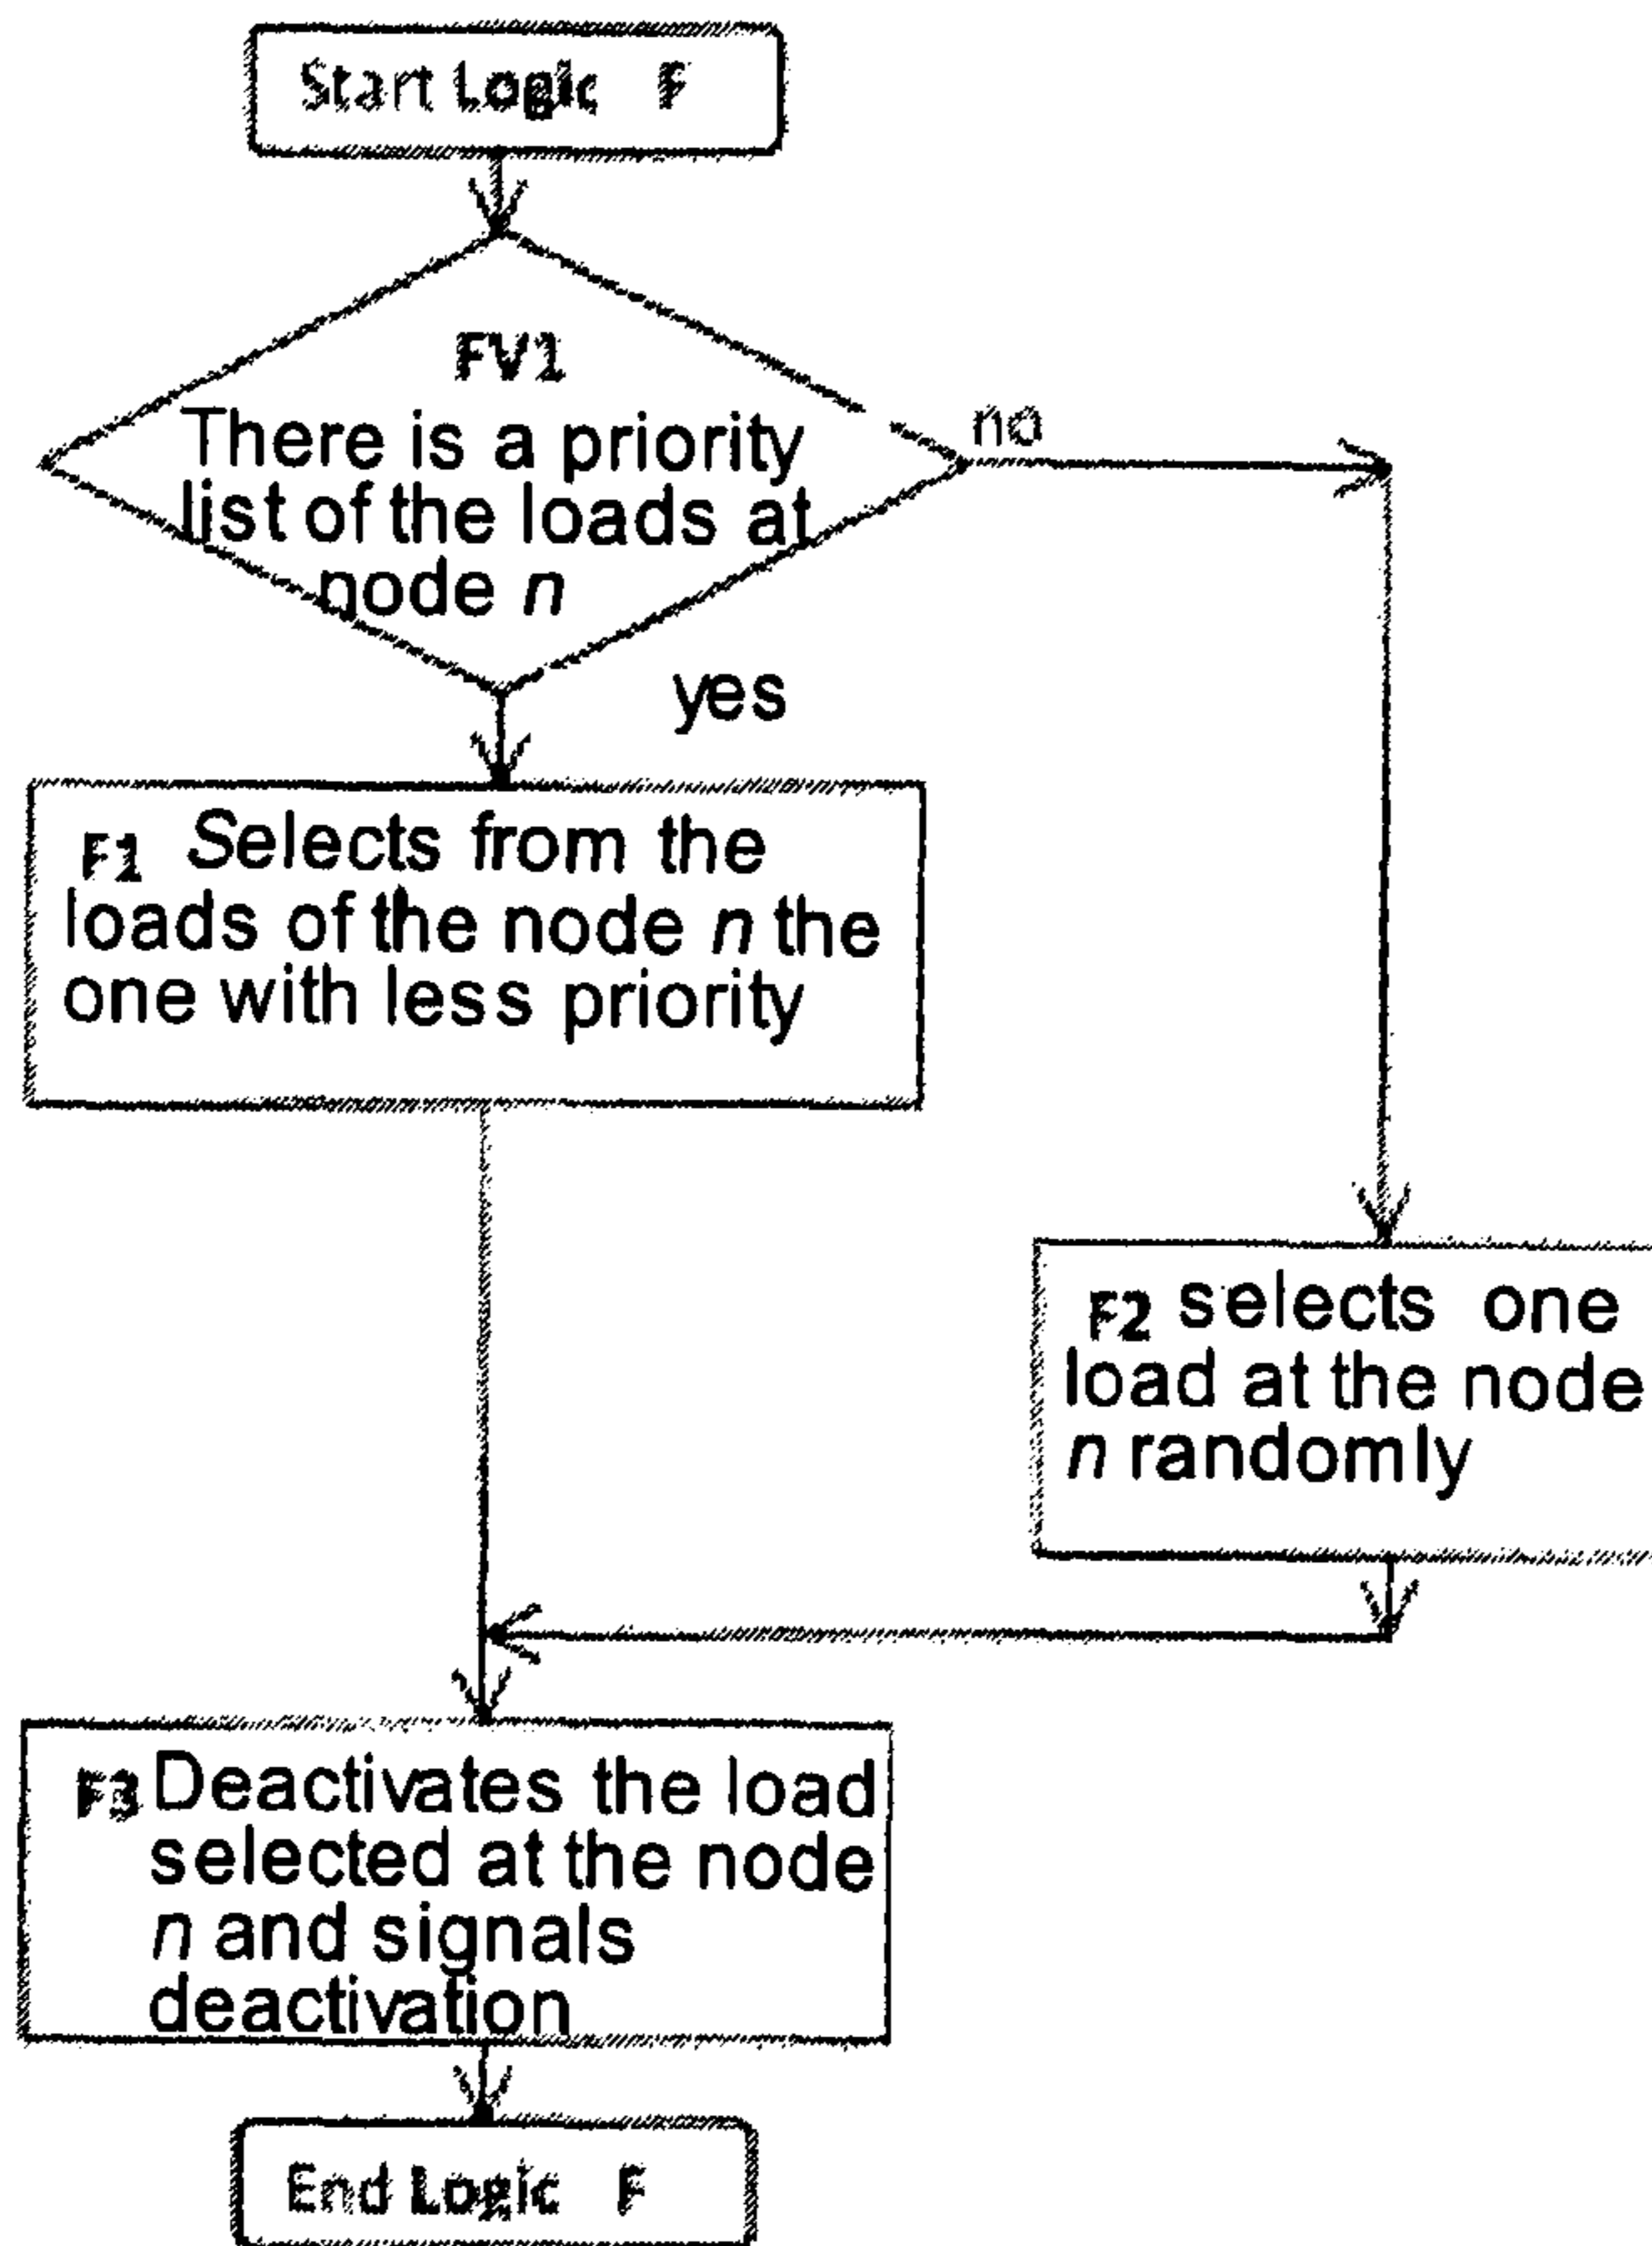 Start Logic F
FV1
There is a priority
list of the loads at
node n
no
yes
F1 Selects from the
loads of the node n the
one with less priority
F2 selects one
load at the node
n randomly
F3 Deactivates the load
selected at the node
n and signals
deactivation
End Logic F